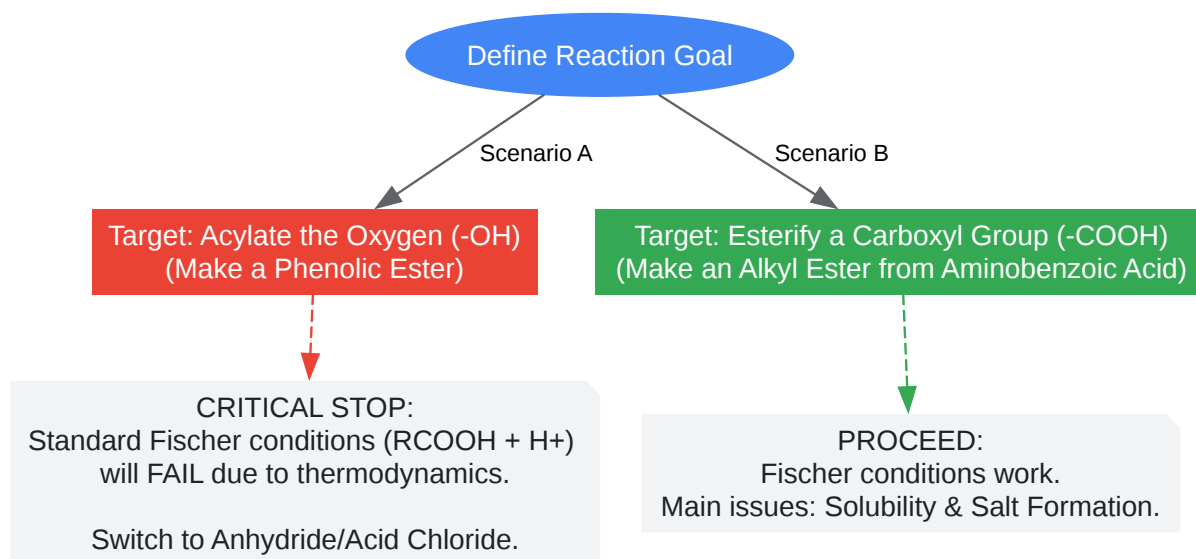 Define Reaction Goal
Scenario A
Scenario B
Target: Acylate the Oxygen (-OH)
(Make a Phenolic Ester)
Target: Esterify a Carboxyl Group (-COOH)
(Make an Alkyl Ester from Aminobenzoic Acid)
CRITICAL STOP:
Standard Fischer conditions (RCOOH + H+)
will FAIL due to thermodynamics.
Switch to Anhydride/Acid Chloride.
PROCEED:
Fischer conditions work.
Main issues: Solubility & Salt Formation.